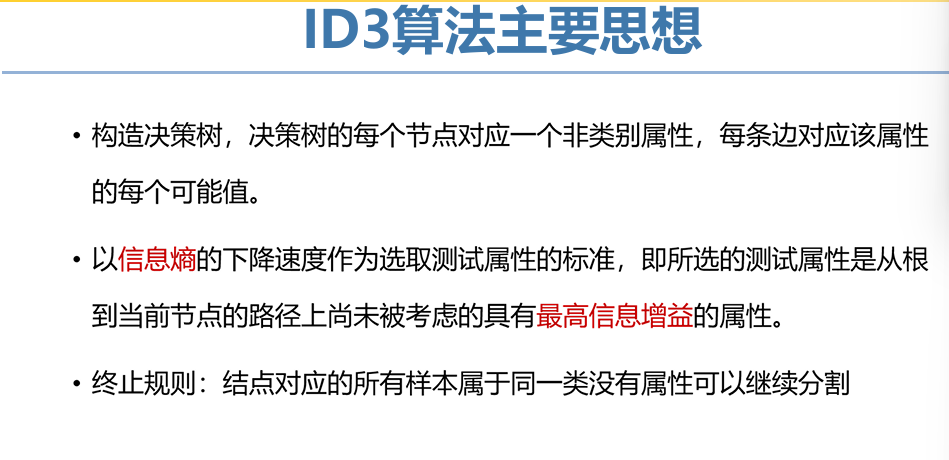 ID3算法主要思想
• 构造决策树，决策树的每个节点对应一个非类别属性，每条边对应该属性
的每个可能值。
• 以信息熵的下降速度作为选取测试属性的标准，即所选的测试属性是从根
到当前节点的路径上尚未被考虑的具有最高信息增益的属性。
• 终止规则：结点对应的所有样本属于同一类没有属性可以继续分割